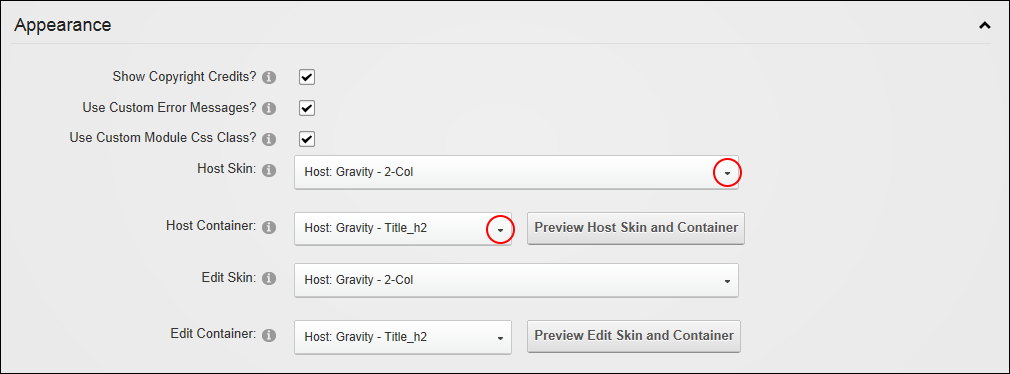 Appearance
Show Copyright Credits?
Use Custom Error Messages?
Use Custom Module Css Class?
Host Skin: Host: Gravity - 2-Col
Host Container: Host: Gravity - Title_h2 Preview Host Skin and Container
Edit Skin: Host: Gravity - 2-Col
Edit Container: Host: Gravity - Title_h2 Preview Edit Skin and Container